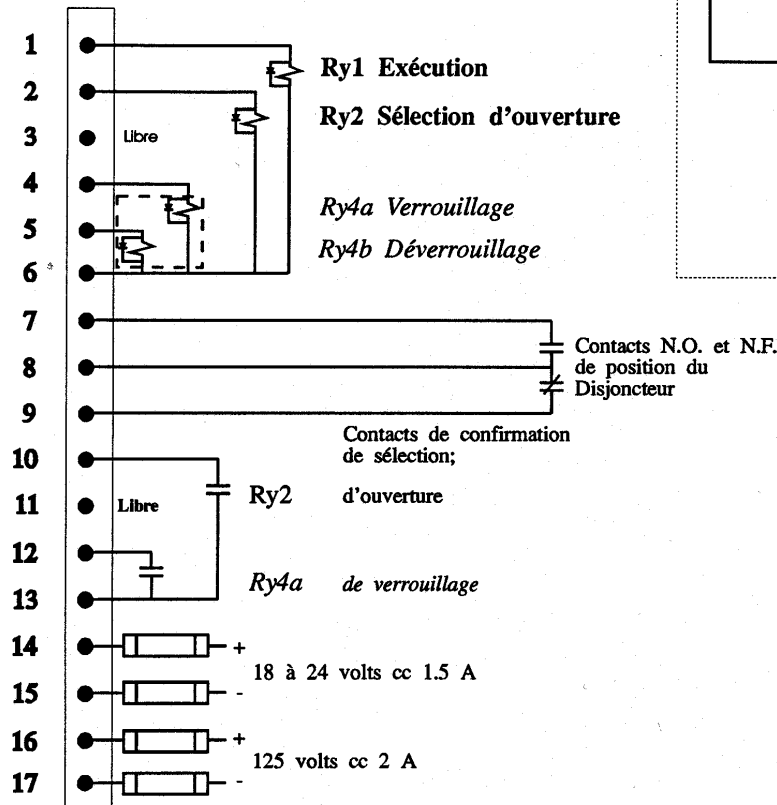 1
Ry1 Exécution
2
Ry2 Sélection d'ouverture
3 Libre
4
Ry4a Verrouillage
5
Ry4b Déverrouillage
6
7
Contacts N.O. et N.F.
8
de position du
Disjoncteur
9
Contacts de confirmation
de sélection;
10
Ry2 d'ouverture
11 Libre
12
Ry4a de verrouillage
13
14 +
18 à 24 volts cc 1.5 A
15 -
16 +
125 volts cc 2 A
17 -